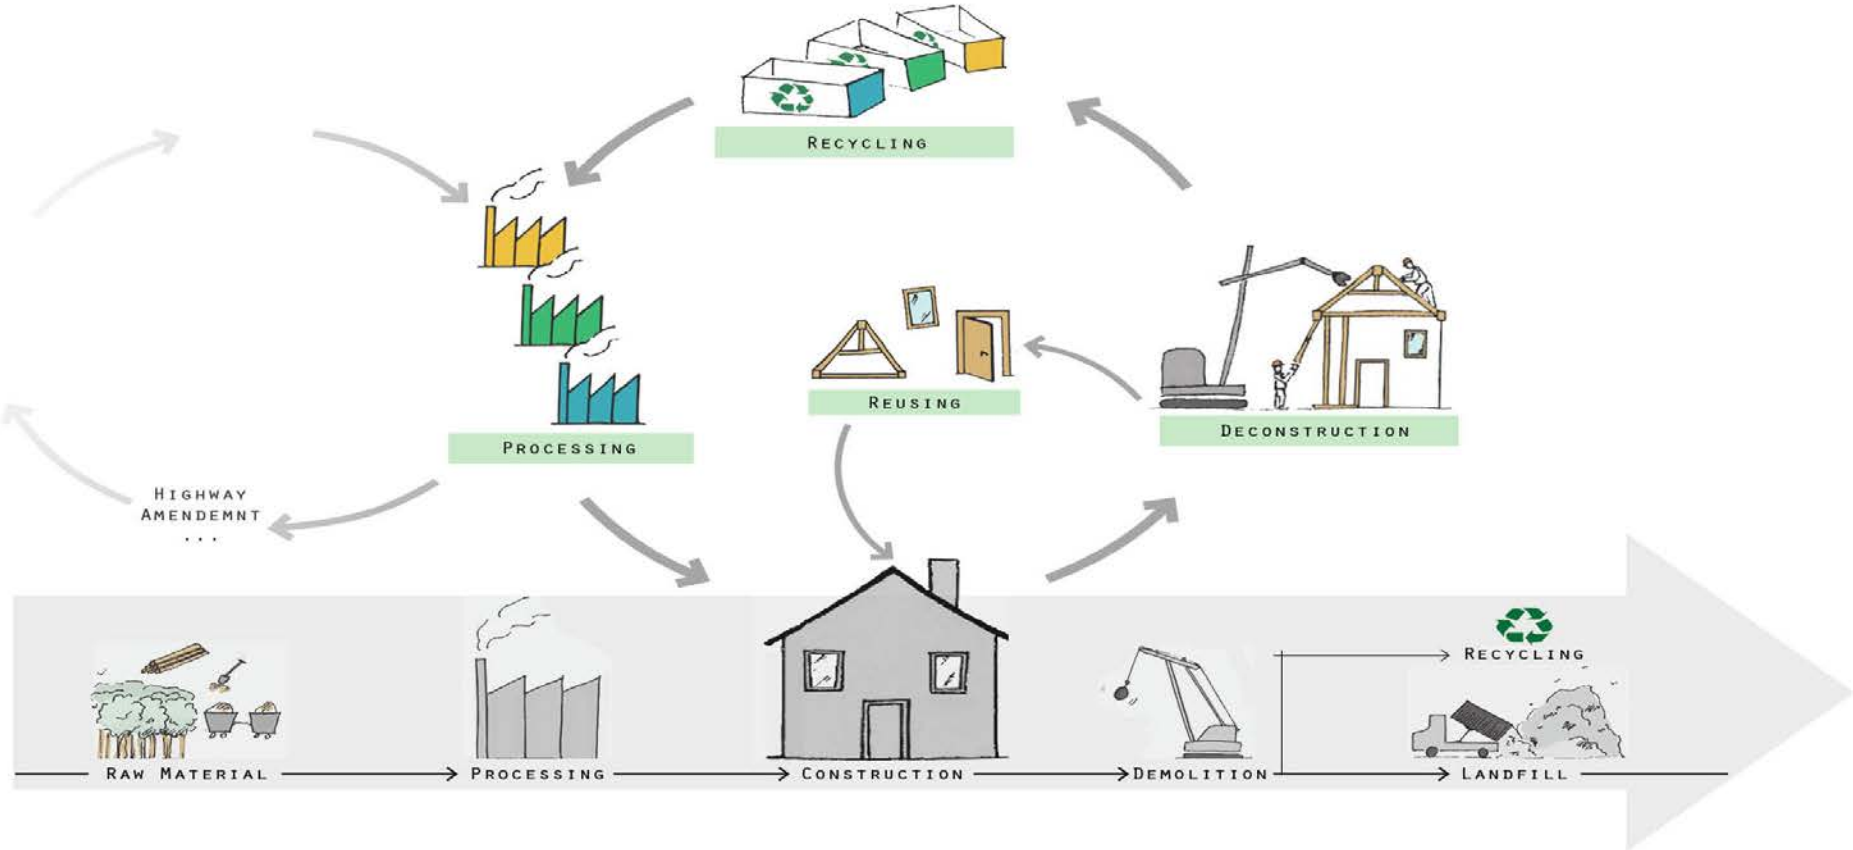 RECYCLING
REUSING
DECONSTRUCTION
PROCESSING
HIGHWAY
AMENDEMNT
...
RECYCLING
RAW MATERIAL
PROCESSING
CONSTRUCTION
DEMOLITION
LANDFILL